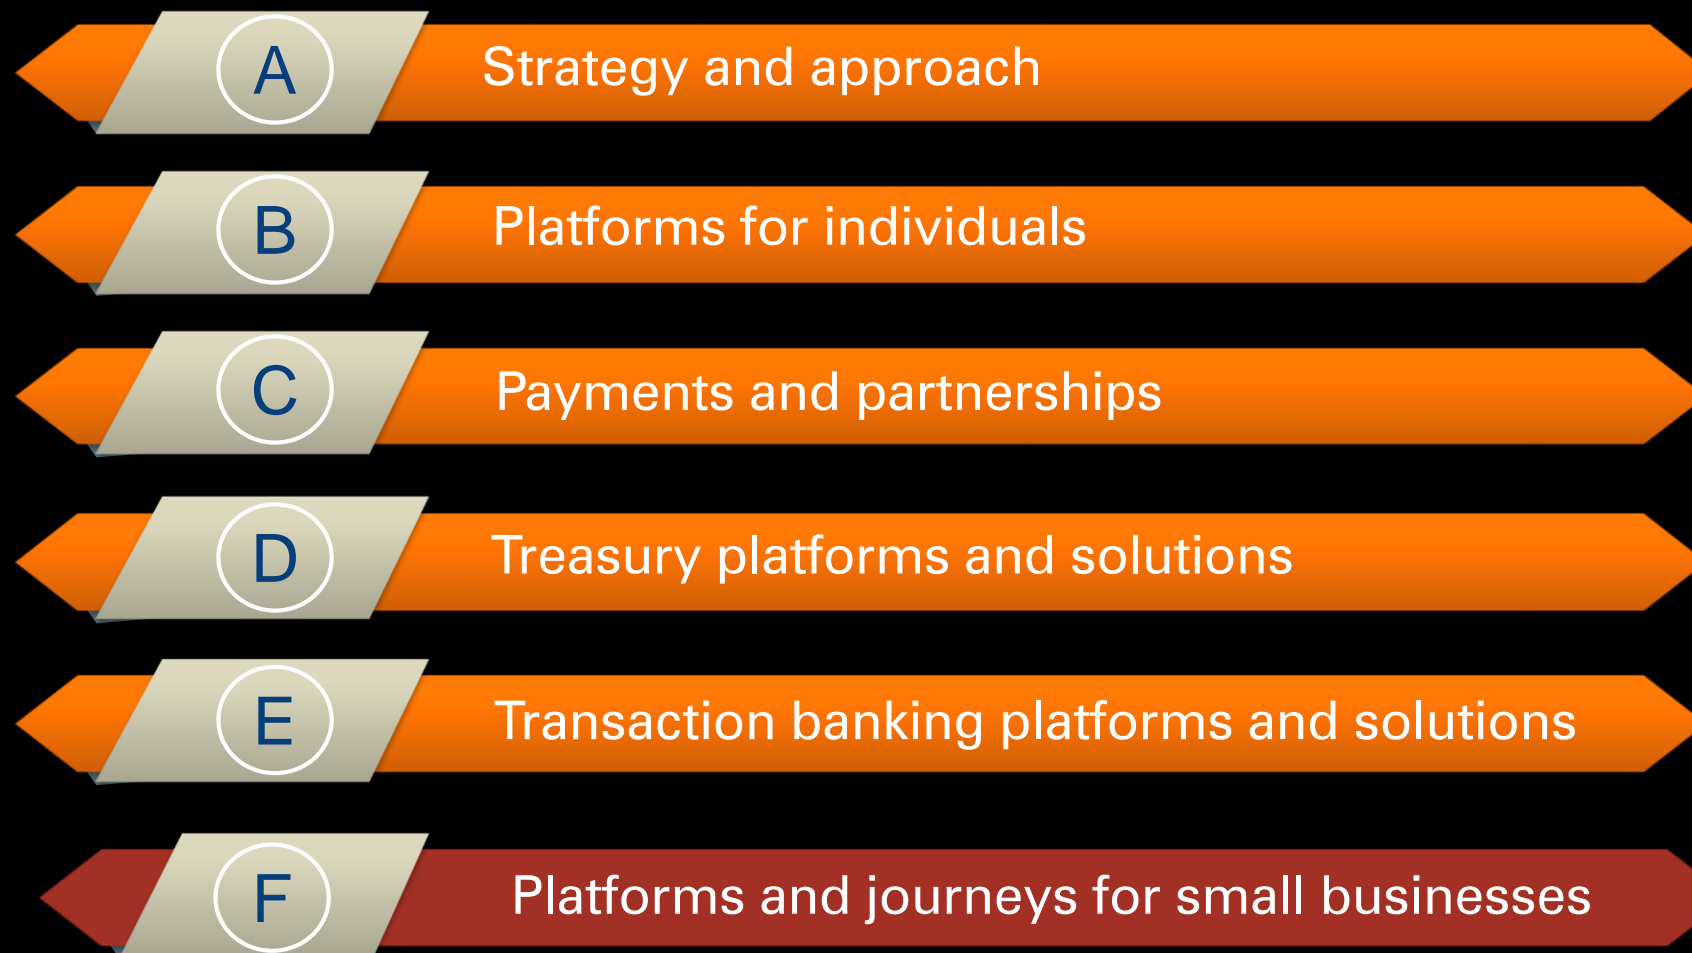 A Strategy and approach
B Platforms for individuals
C Payments and partnerships
D Treasury platforms and solutions
E Transaction banking platforms and solutions
F Platforms and journeys for small businesses